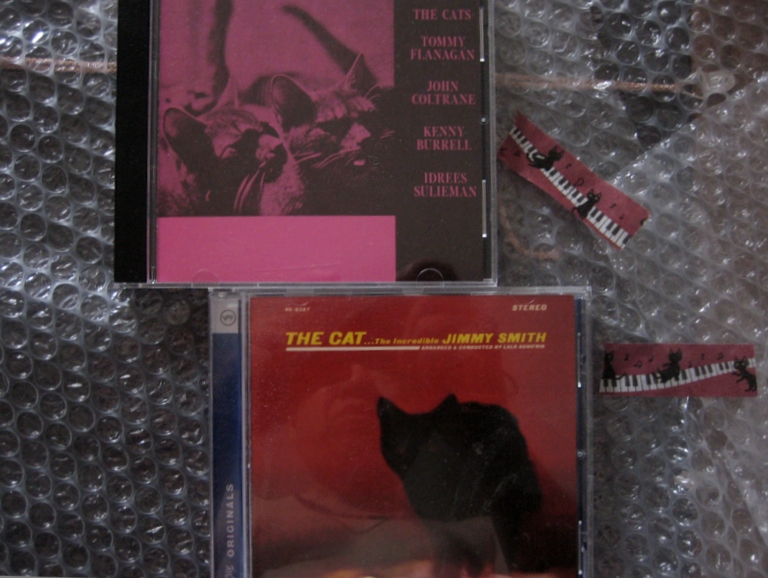 THE CATS
TOMMY
FLANAGAN
JOHN
COLTRANE
KENNY
BURRELL
IDREES
SULIEMAN
STEREO
THE CAT...The Incredible JIMMY SMITH
ARRANGED & CONDUCTED BY LALO SCHIFRIN
ORIGINALS